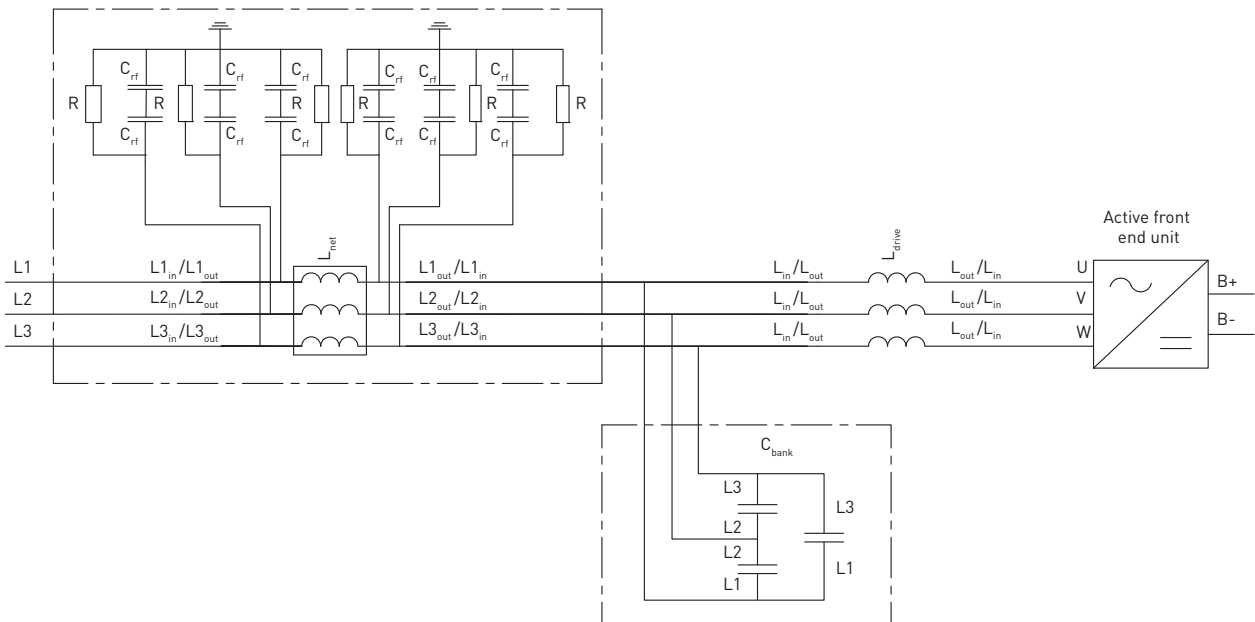 C_rf C_rf C_rf C_rf C_rf C_rf
R R R R R R
C_rf C_rf C_rf C_rf C_rf C_rf
L_net
L_drive
Active front
end unit
L1 L1_in/L1_out L1_out/L1_in L_in/L_out L_out/L_in U B+
L2 L2_in/L2_out L2_out/L2_in L_in/L_out L_out/L_in V
L3 L3_in/L3_out L3_out/L3_in L_in/L_out L_out/L_in W B-
C_bank
L3
L3
L2
L2
L1
L1